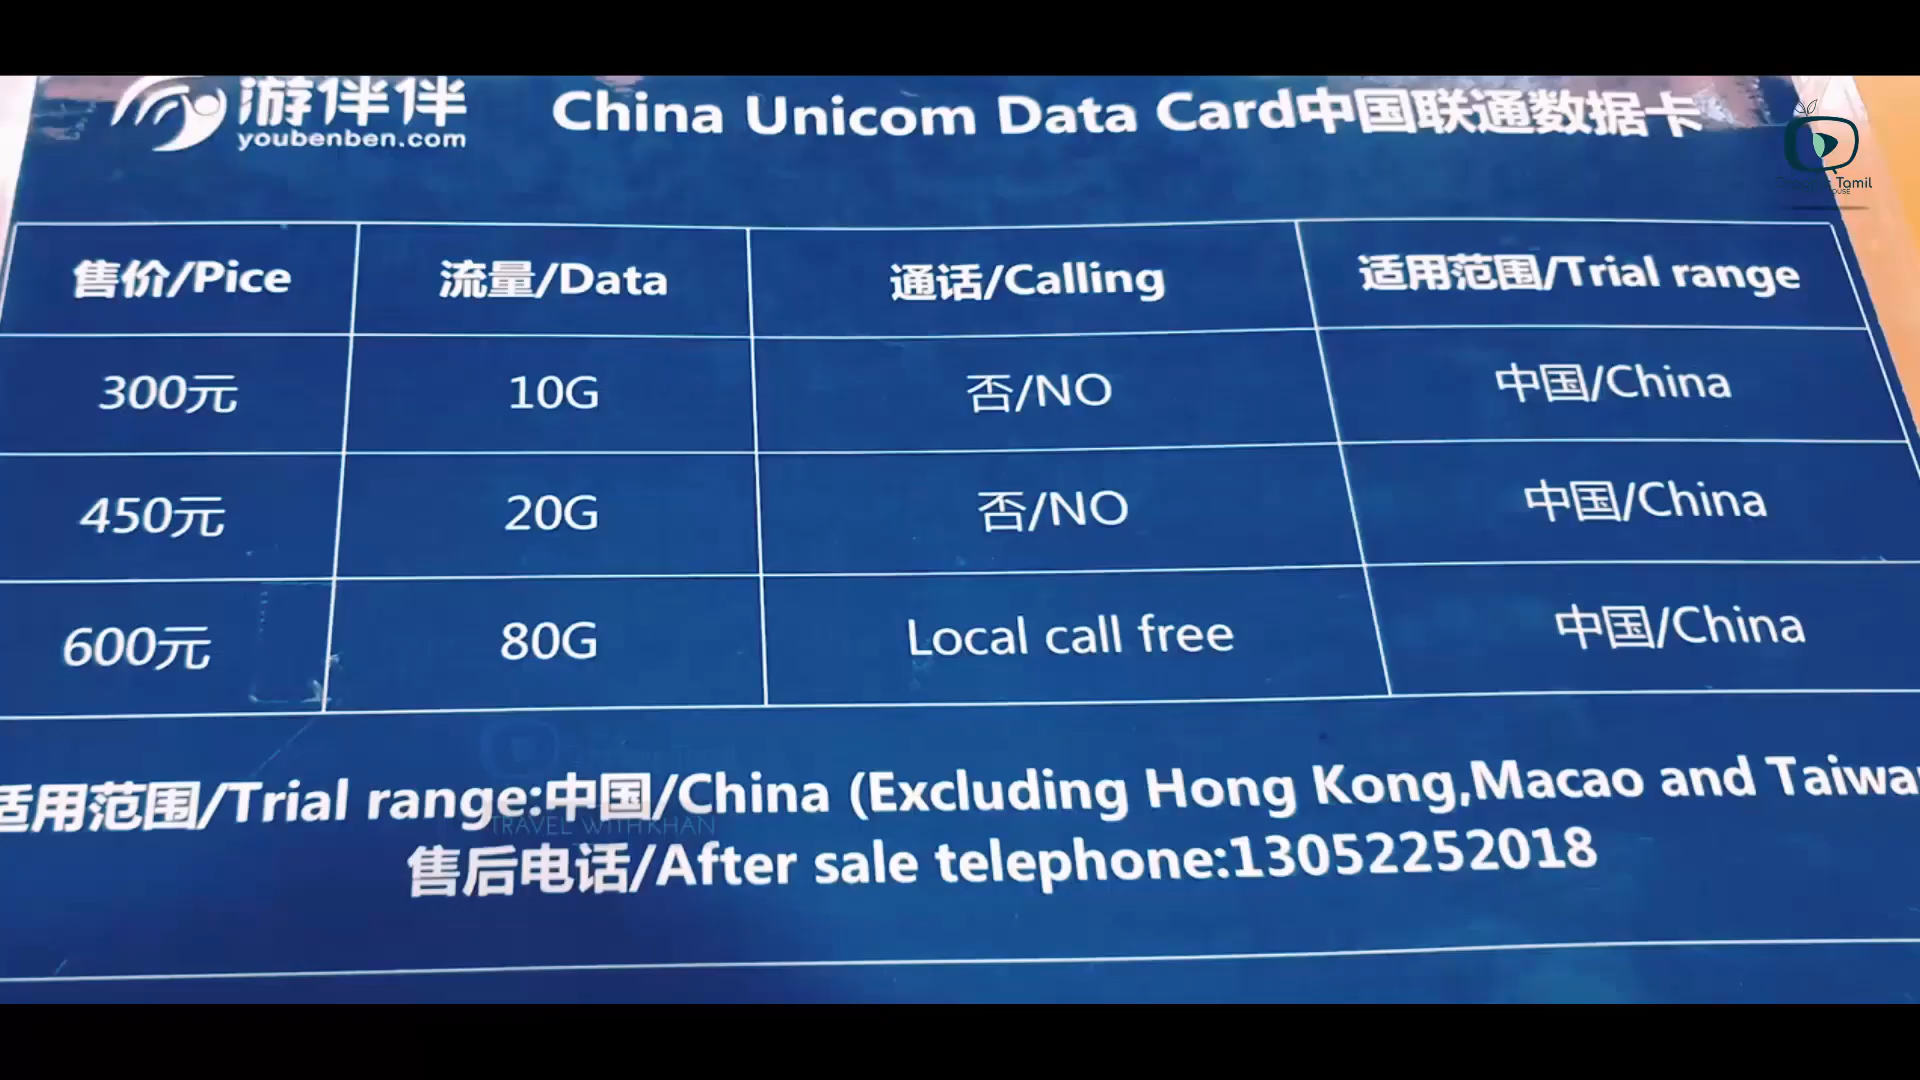 游伴伴
youbenben.com
China Unicom Data Card中国联通数据卡
Tamil
售价/Pice 流量/Data 通话/Calling 适用范围/Trial range
300元 10G 否/NO 中国/China
450元 20G 否/NO 中国/China
600元 80G Local call free 中国/China
适用范围/Trial range:中国/China (Excluding Hong Kong,Macao and
TRAVEL WITH KHAN
售后电话/After sale telephone:13052252018